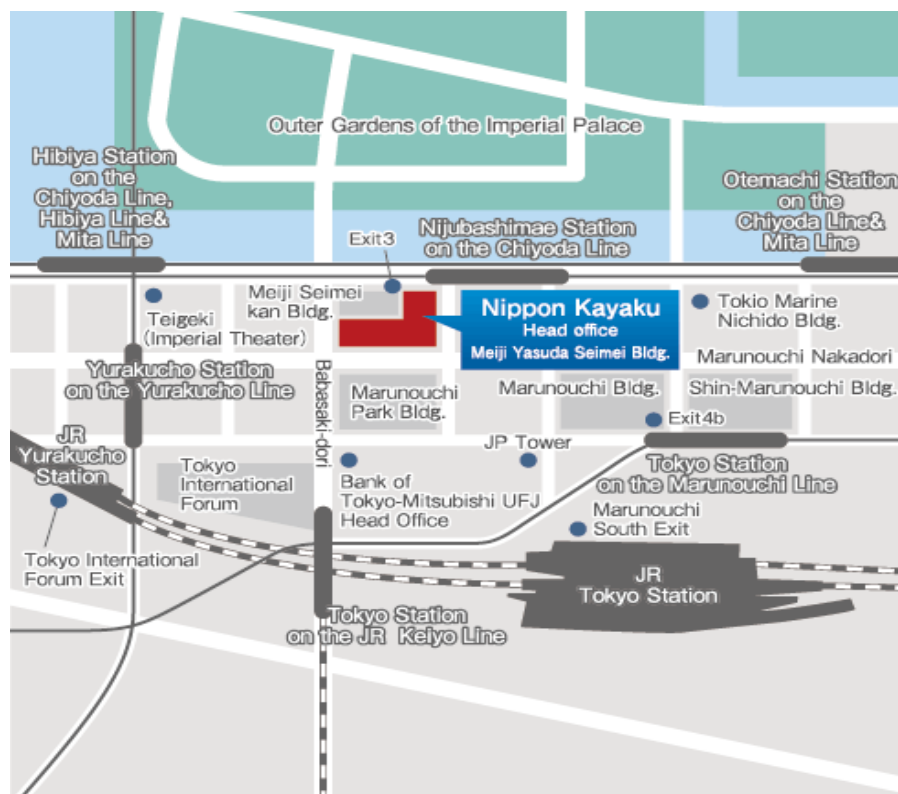 Outer Gardens of the Imperial Palace
Hibiya Station
on the
Chiyoda Line,
Hibiya Line&
Mita Line
Otemachi Station
on the
Chiyoda Line&
Mita Line
Nijubashimae Station
on the Chiyoda Line
Exit3
Meiji Seimei
kan Bldg.
Nippon Kayaku
Head office
Meiji Yasuda Seimei Bldg.
Tokio Marine
Nichido Bldg.
Teigeki
(Imperial Theater)
Marunouchi Nakadori
Yurakucho Station
on the Yurakucho Line
Babasaki-dori
Marunouchi
Park Bldg.
Marunouchi Bldg.
Shin-Marunouchi Bldg.
Exit4b
JR
Yurakucho
Station
JP Tower
Tokyo
International
Forum
Bank of
Tokyo-Mitsubishi UFJ
Head Office
Tokyo Station
on the Marunouchi Line
Marunouchi
South Exit
Tokyo International
Forum Exit
JR
Tokyo Station
Tokyo Station
on the JR Keiyo Line